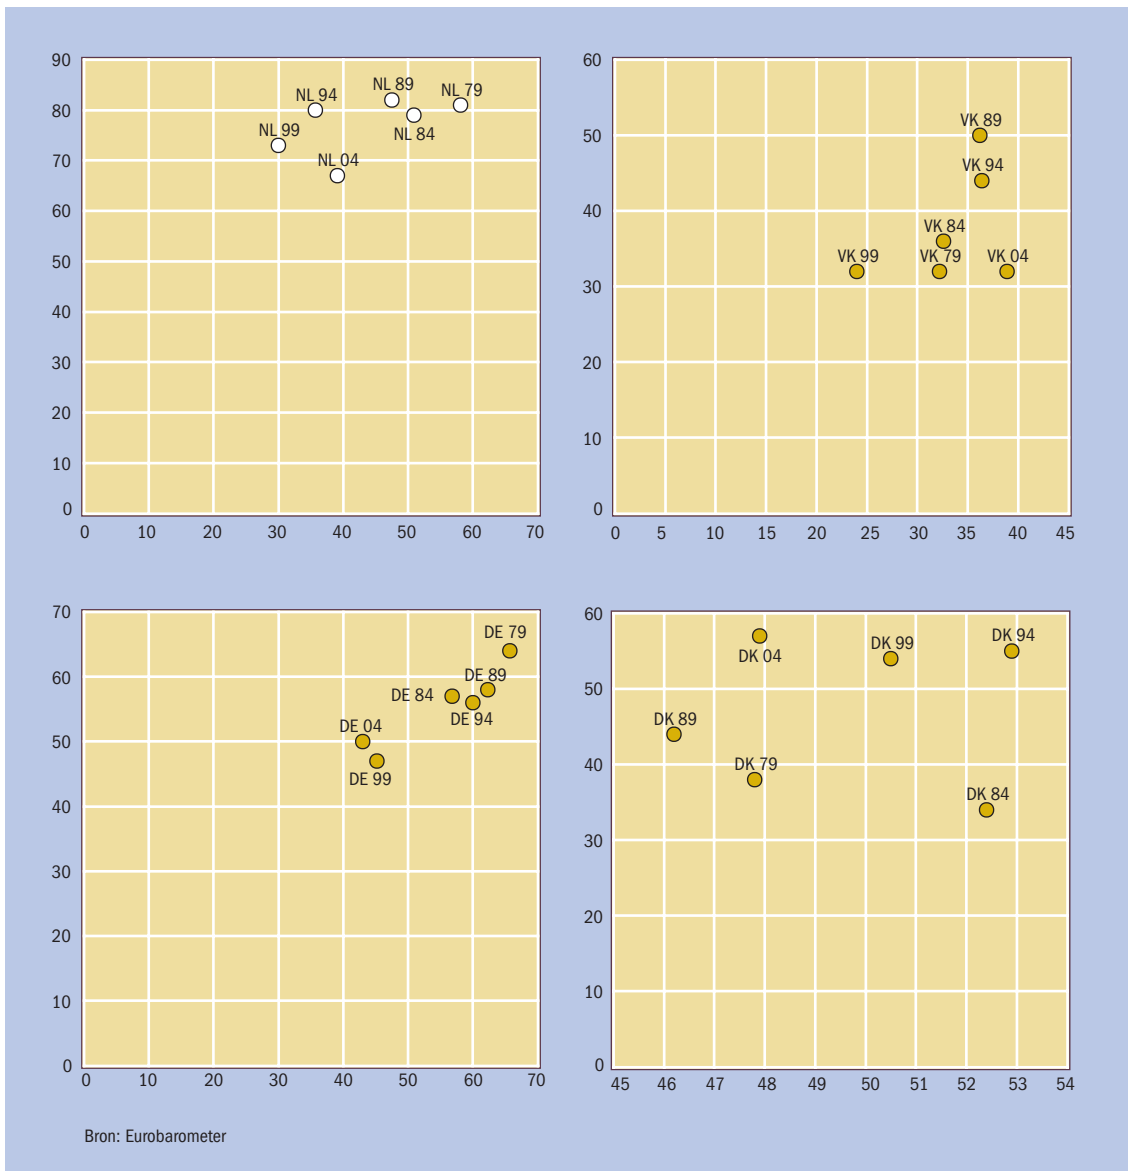 90
80
70
60
50
40
30
20
10
0
0 10 20 30 40 50 60 70
NL 89
NL 79
NL 94
NL 84
NL 99
NL 04
60
50
40
30
20
10
0
0 5 10 15 20 25 30 35 40 45
VK 89
VK 94
VK 84
VK 99
VK 79
VK 04
70
60
50
40
30
20
10
0
0 10 20 30 40 50 60 70
DE 79
DE 89
DE 84
DE 94
DE 04
DE 99
60
50
40
30
20
10
0
45 46 47 48 49 50 51 52 53 54
DK 94
DK 99
DK 04
DK 89
DK 79
DK 84
Bron: Eurobarometer